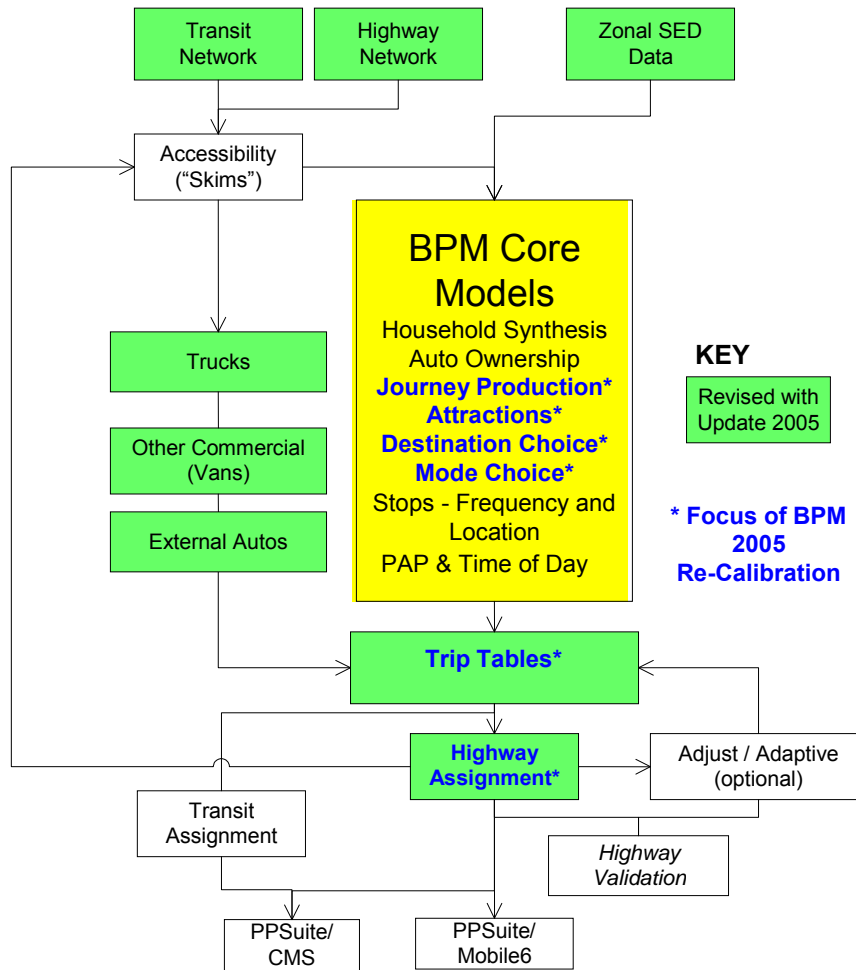 Transit
Network
Highway
Network
Zonal SED
Data
Accessibility
(“Skims”)
BPM Core
Models
Household Synthesis
Auto Ownership
Journey Production*
Attractions*
Destination Choice*
Mode Choice*
Stops - Frequency and
Location
PAP & Time of Day
Trucks
Other Commercial
(Vans)
External Autos
KEY
Revised with
Update 2005
* Focus of BPM
2005
Re-Calibration
Trip Tables*
Highway
Assignment*
Adjust / Adaptive
(optional)
Transit
Assignment
Highway
Validation
PPSuite/
CMS
PPSuite/
Mobile6